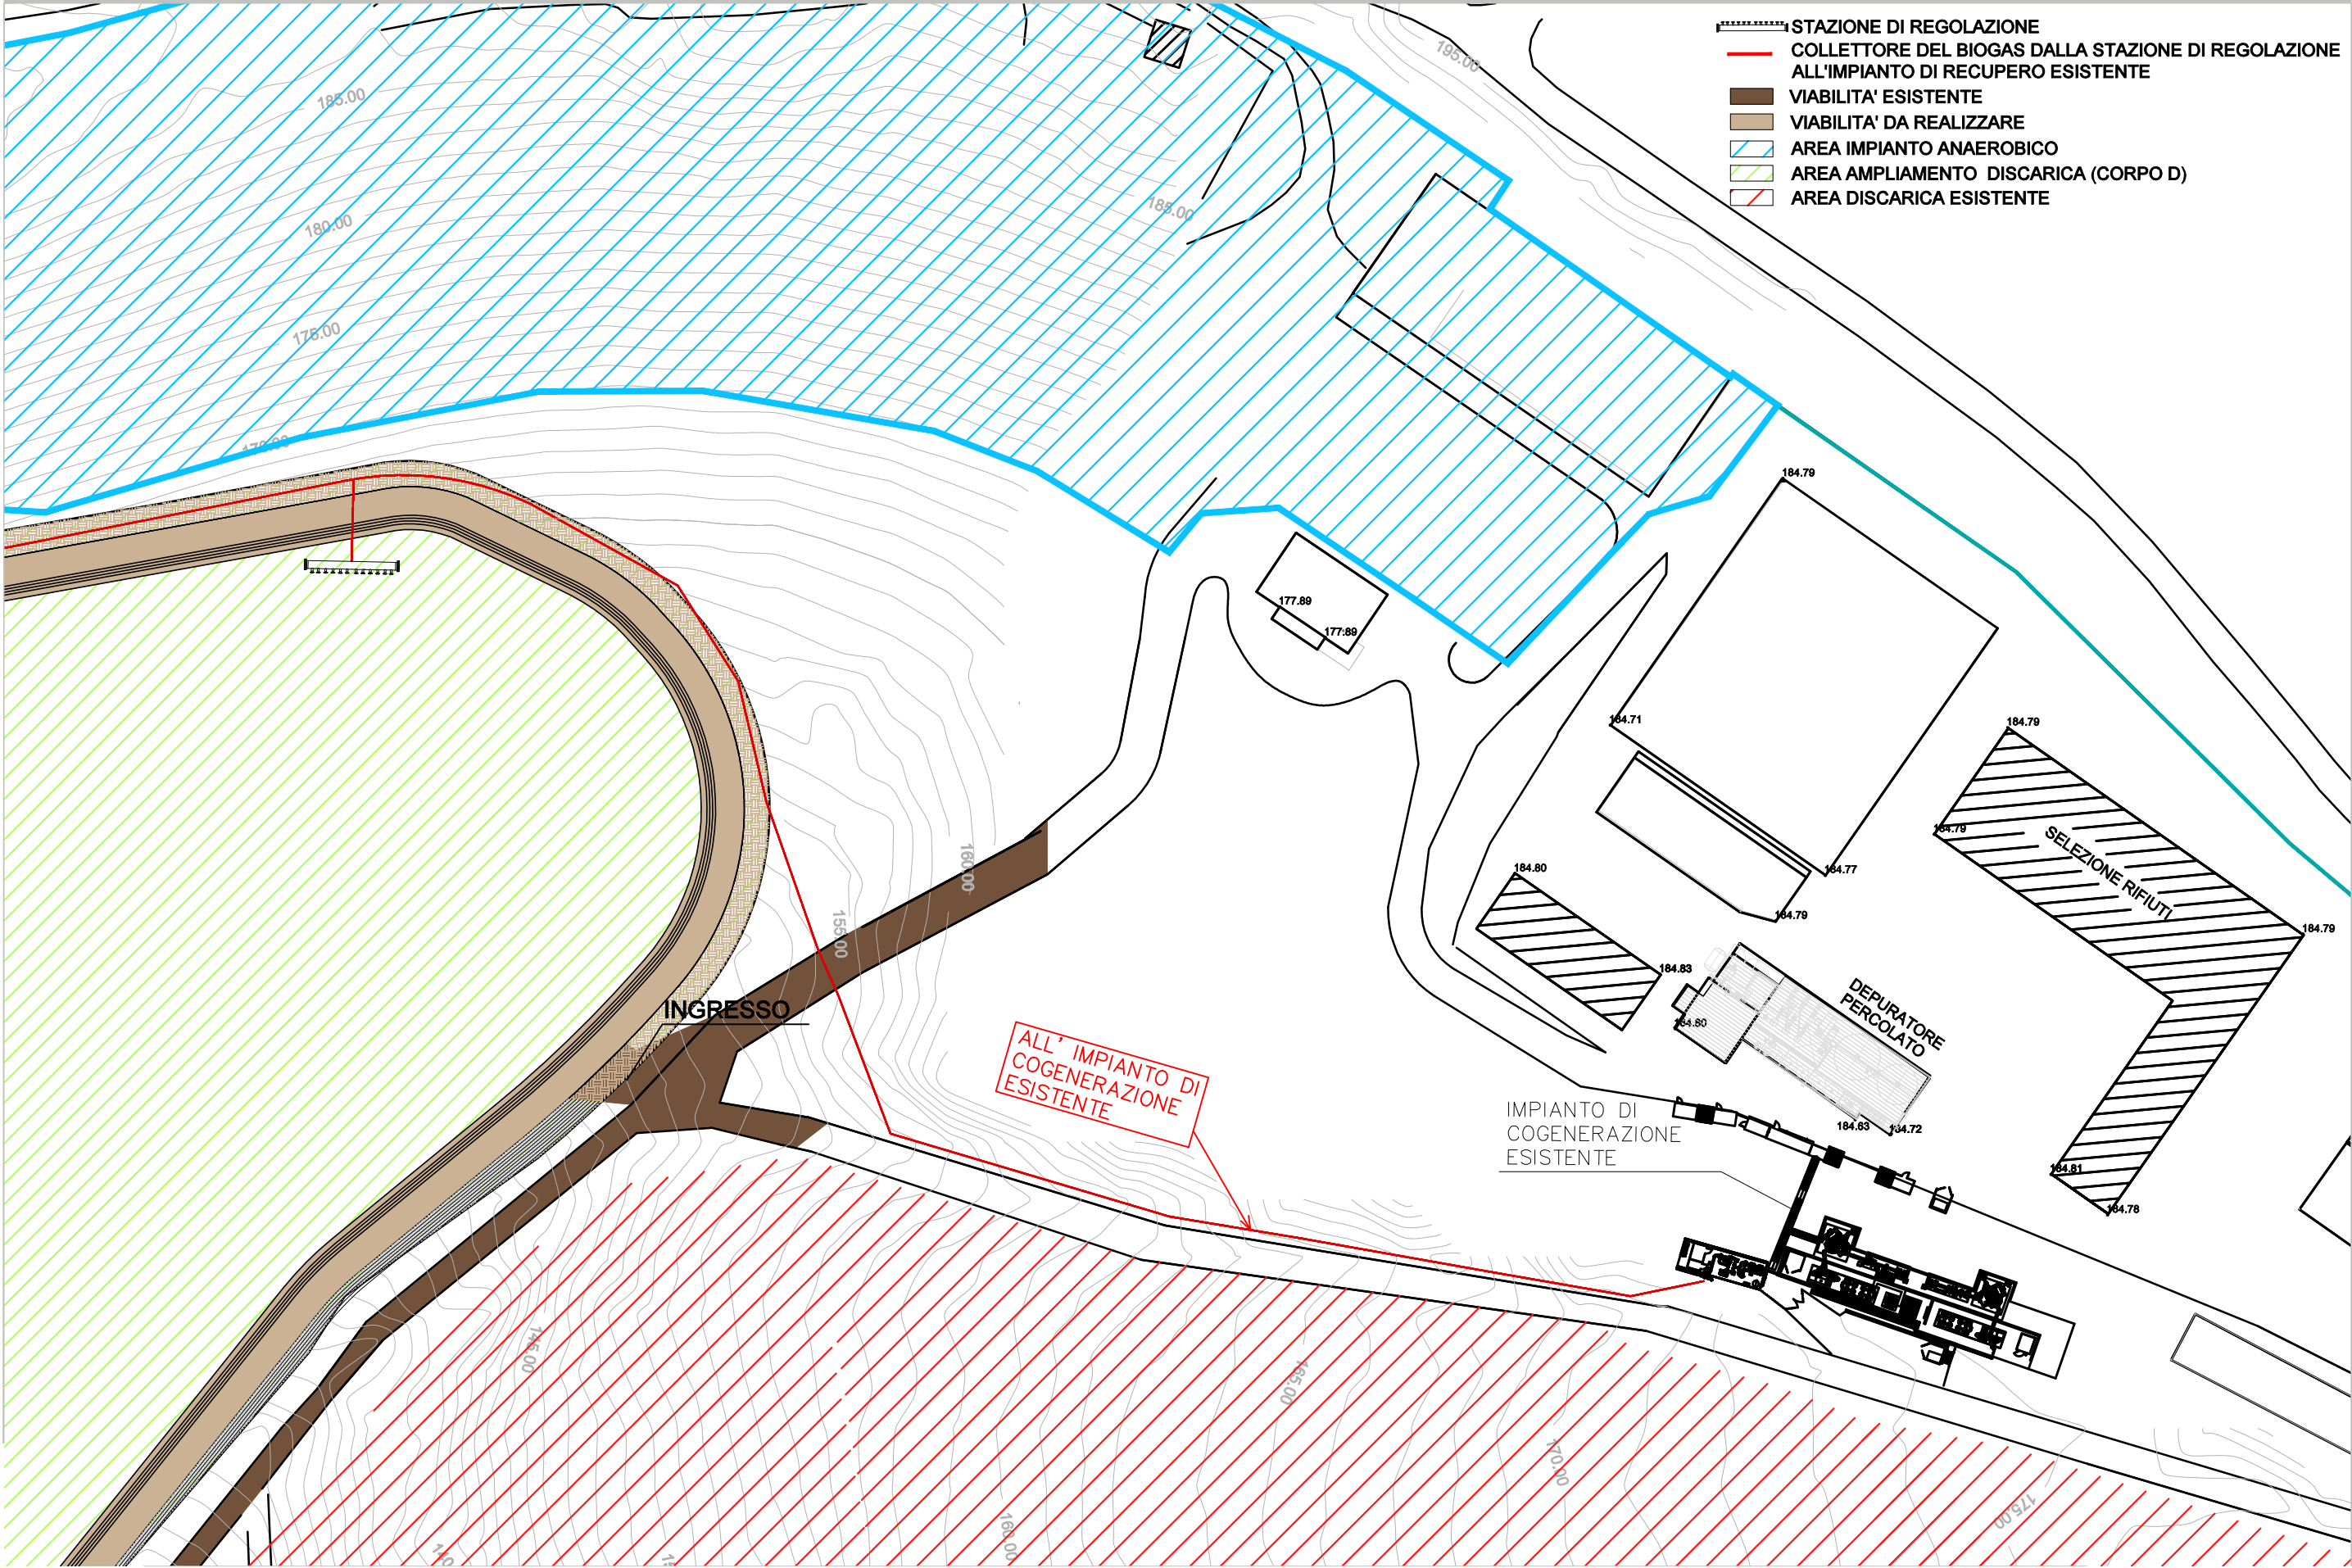 STAZIONE DI REGOLAZIONE
COLLETTORE DEL BIOGAS DALLA STAZIONE DI REGOLAZIONE
ALL'IMPIANTO DI RECUPERO ESISTENTE
VIABILITA' ESISTENTE
VIABILITA' DA REALIZZARE
AREA IMPIANTO ANAEROBICO
AREA AMPLIAMENTO DISCARICA (CORPO D)
AREA DISCARICA ESISTENTE
195.00
185.00
185.00
180.00
175.00
170.00
184.79
177.89
177.89
184.71
184.79
184.79
SELEZIONE RIFIUTI
184.77
184.80
184.79
184.79
184.83
160.00
155.00
INGRESSO
184.80
DEPURATORE
PERCOLATO
ALL' IMPIANTO DI
COGENERAZIONE
ESISTENTE
IMPIANTO DI
COGENERAZIONE
ESISTENTE
184.63
184.72
184.81
184.78
145.00
165.00
170.00
175.00
160.00
140